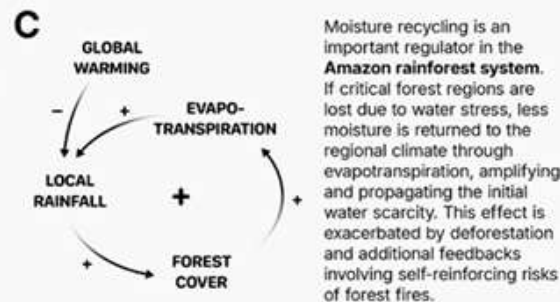 C
GLOBAL
WARMING
–
+
EVAPO-
TRANSPIRATION
LOCAL
RAINFALL
+
+
+
FOREST
COVER
Moisture recycling is an
important regulator in the
Amazon rainforest system.
If critical forest regions are
lost due to water stress, less
moisture is returned to the
regional climate through
evapotranspiration, amplifying
and propagating the initial
water scarcity. This effect is
exacerbated by deforestation
and additional feedbacks
involving self-reinforcing risks
of forest fires.